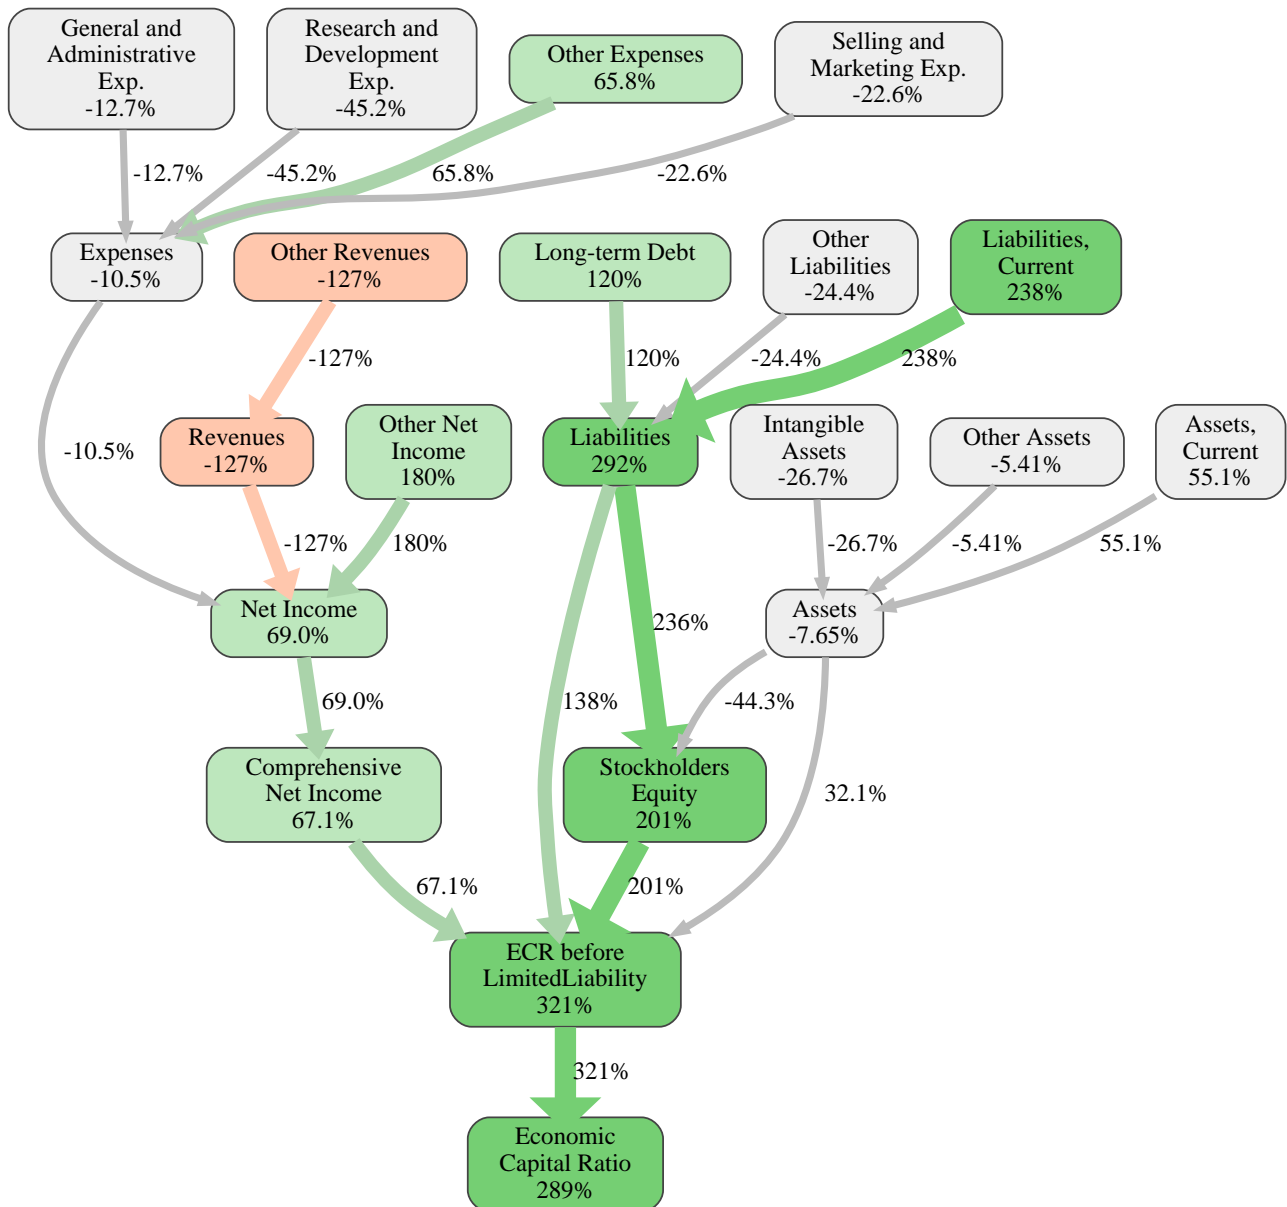 General and
Administrative
Exp.
-12.7%
Research and
Development
Exp.
-45.2%
Other Expenses
65.8%
Selling and
Marketing Exp.
-22.6%
-12.7%
-45.2%
65.8%
-22.6%
Expenses
-10.5%
Other Revenues
-127%
Long-term Debt
120%
Other
Liabilities
-24.4%
Liabilities,
Current
238%
-127%
120%
-24.4%
238%
-10.5%
Revenues
-127%
Other Net
Income
180%
Liabilities
292%
Intangible
Assets
-26.7%
Other Assets
-5.41%
Assets,
Current
55.1%
-127%
180%
-26.7%
-5.41%
55.1%
Net Income
69.0%
Assets
-7.65%
236%
69.0%
138%
-44.3%
Comprehensive
Net Income
67.1%
Stockholders
Equity
201%
32.1%
67.1%
201%
ECR before
LimitedLiability
321%
321%
Economic
Capital Ratio
289%